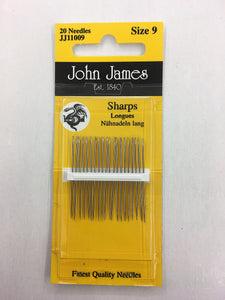 20 Needles
JJ11009
Size 9
John James
Est. 1840
Sharps
Longues
Nähnadeln lang
Finest Quality Needles